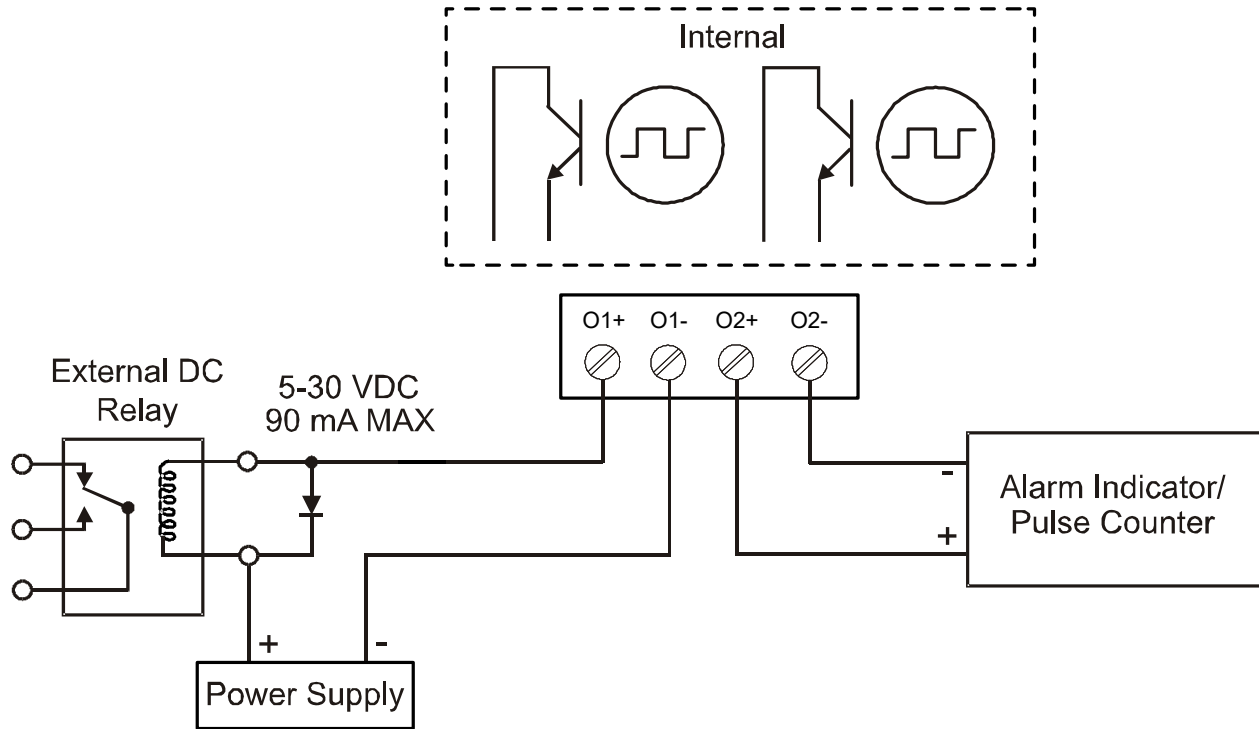 Internal
O1+ O1- O2+ O2-
External DC
Relay
5-30 VDC
90 mA MAX
-
+
Alarm Indicator/
Pulse Counter
+ -
Power Supply